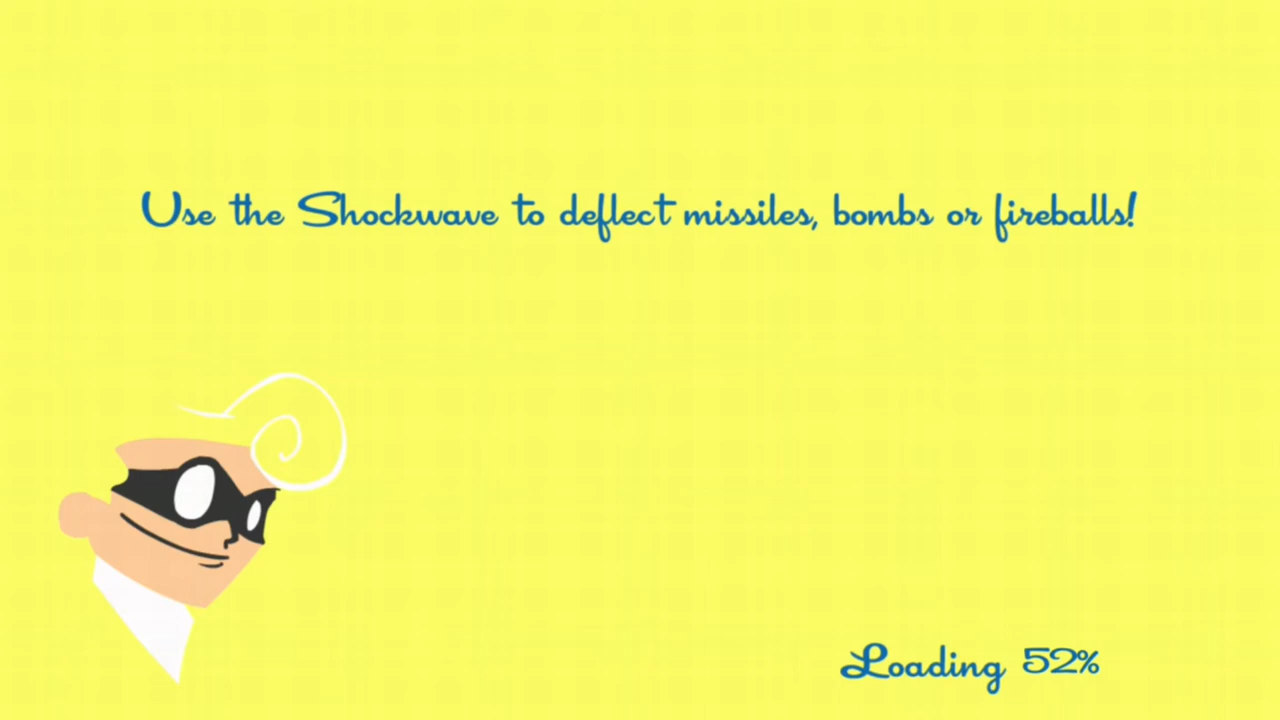 Use the Shockwave to deflect missiles, bombs or fireballs!
Loading 52%